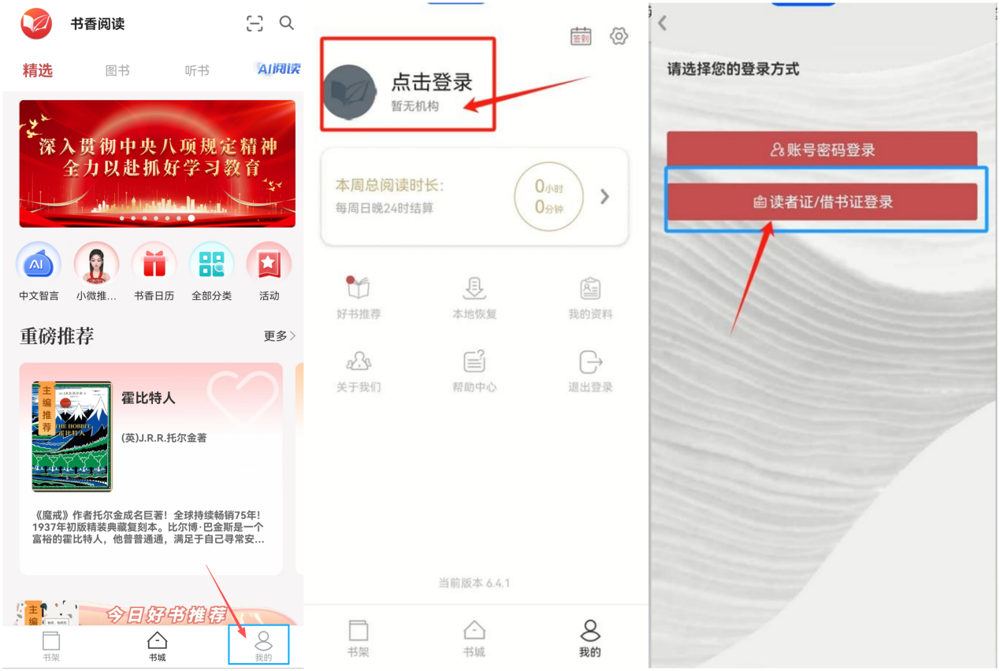 书香阅读
精选
图书
听书
AI阅读
深入贯彻中央八项规定精神
全力以赴抓好学习教育
AI
中文智言
小微推...
书香日历
全部分类
活动
重磅推荐
更多
主编推荐
THE HOBBIT
霍比特人
霍比特人
(英)J.R.R.托尔金著
《魔戒》作者托尔金成名巨著！全球持续畅销75年！
1937年初版精装典藏复刻本。比尔博·巴金斯是一个
富裕的霍比特人，他普普通通，满足于自己寻常安...
主编
今日好书推荐
书架
书城
我的
签到
点击登录
暂无机构
本周总阅读时长:
每周日晚24时结算
0小时
0分钟
好书推荐
本地恢复
我的资料
关于我们
帮助中心
退出登录
当前版本 6.4.1
书架
书城
我的
请选择您的登录方式
账号密码登录
读者证/借书证登录